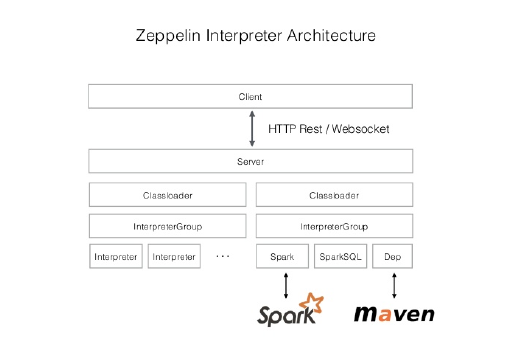 Zeppelin Interpreter Architecture
Client
HTTP Rest / Websocket
Server
Classloader Classloader
InterpreterGroup InterpreterGroup
Interpreter Interpreter ... Spark SparkSQL Dep
Spark maven